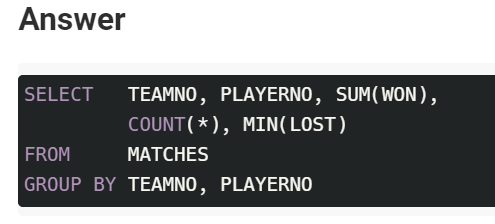 Answer
SELECT   TEAMNO, PLAYERNO, SUM(WON),
         COUNT(*), MIN(LOST)
FROM     MATCHES
GROUP BY TEAMNO, PLAYERNO